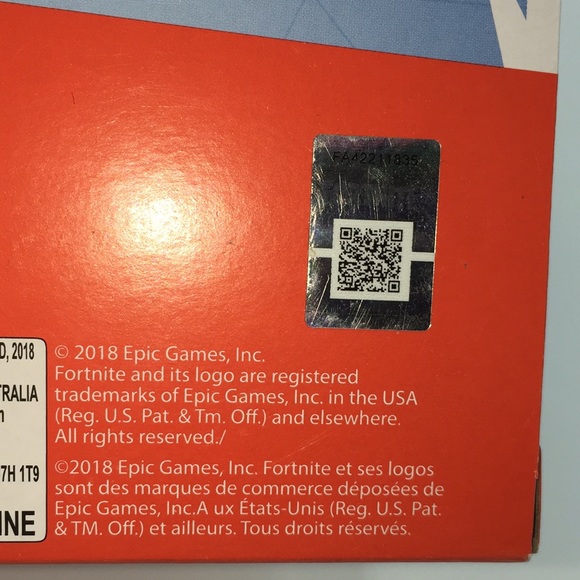 FA42211835
D, 2018
TRALIA
7H 1T9
INE
© 2018 Epic Games, Inc.
Fortnite and its logo are registered
trademarks of Epic Games, Inc. in the USA
(Reg. U.S. Pat. & Tm. Off.) and elsewhere.
All rights reserved./
©2018 Epic Games, Inc. Fortnite et ses logos
sont des marques de commerce déposées de
Epic Games, Inc.A ux États-Unis (Reg. U.S. Pat.
& TM. Off.) et ailleurs. Tous droits réservés.